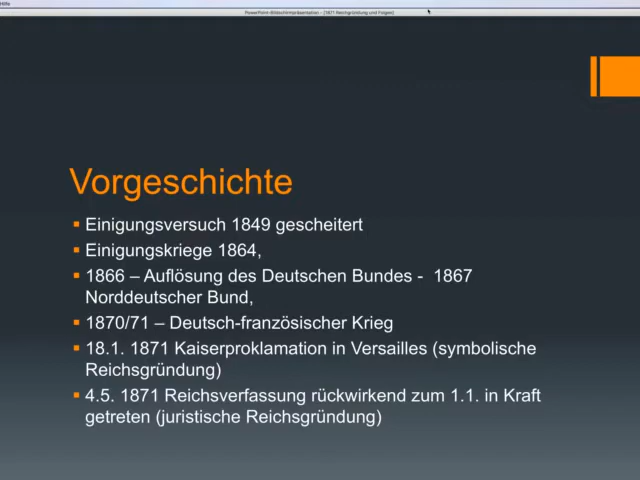 Hilfe
PowerPoint-Bildschirmpräsentation - [1871 Reichgründung und Folgen]
Vorgeschichte
Einigungsversuch 1849 gescheitert
Einigungskriege 1864,
1866 – Auflösung des Deutschen Bundes -  1867
Norddeutscher Bund,
1870/71 – Deutsch-französischer Krieg
18.1. 1871 Kaiserproklamation in Versailles (symbolische
Reichsgründung)
4.5. 1871 Reichsverfassung rückwirkend zum 1.1. in Kraft
getreten (juristische Reichsgründung)